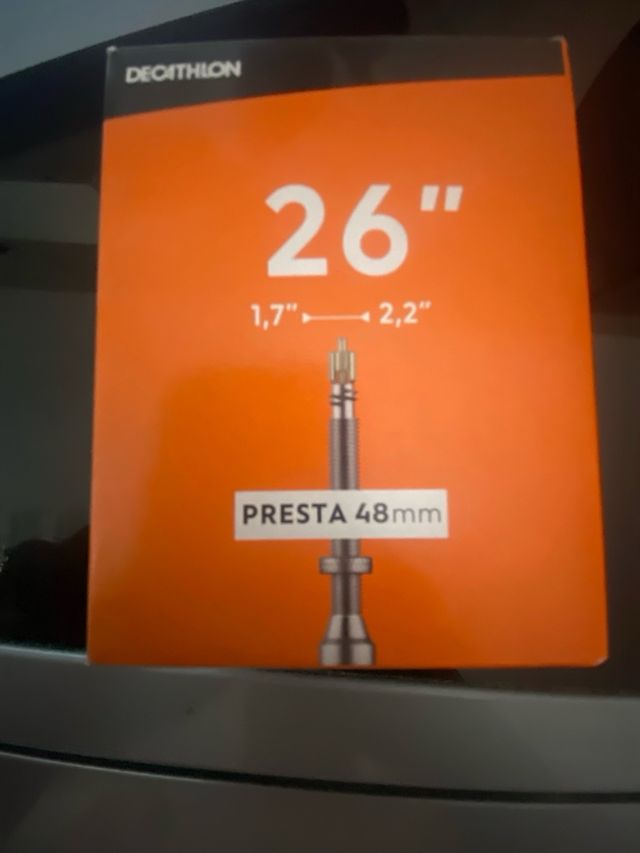 DECATHLON
26"
1,7" 2,2"
PRESTA 48mm